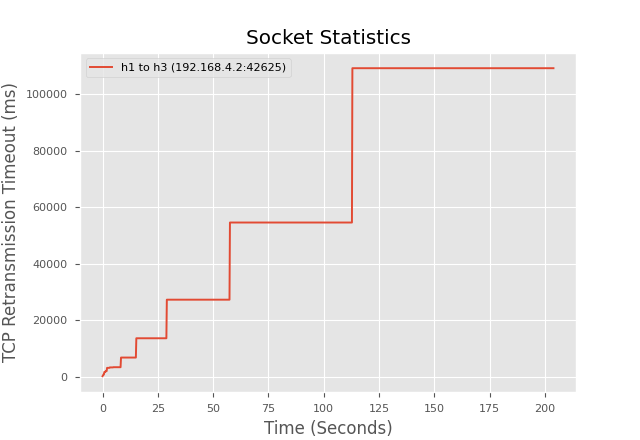 Socket Statistics
h1 to h3 (192.168.4.2:42625)
TCP Retransmission Timeout (ms)
100000
80000
60000
40000
20000
0
0 25 50 75 100 125 150 175 200
Time (Seconds)